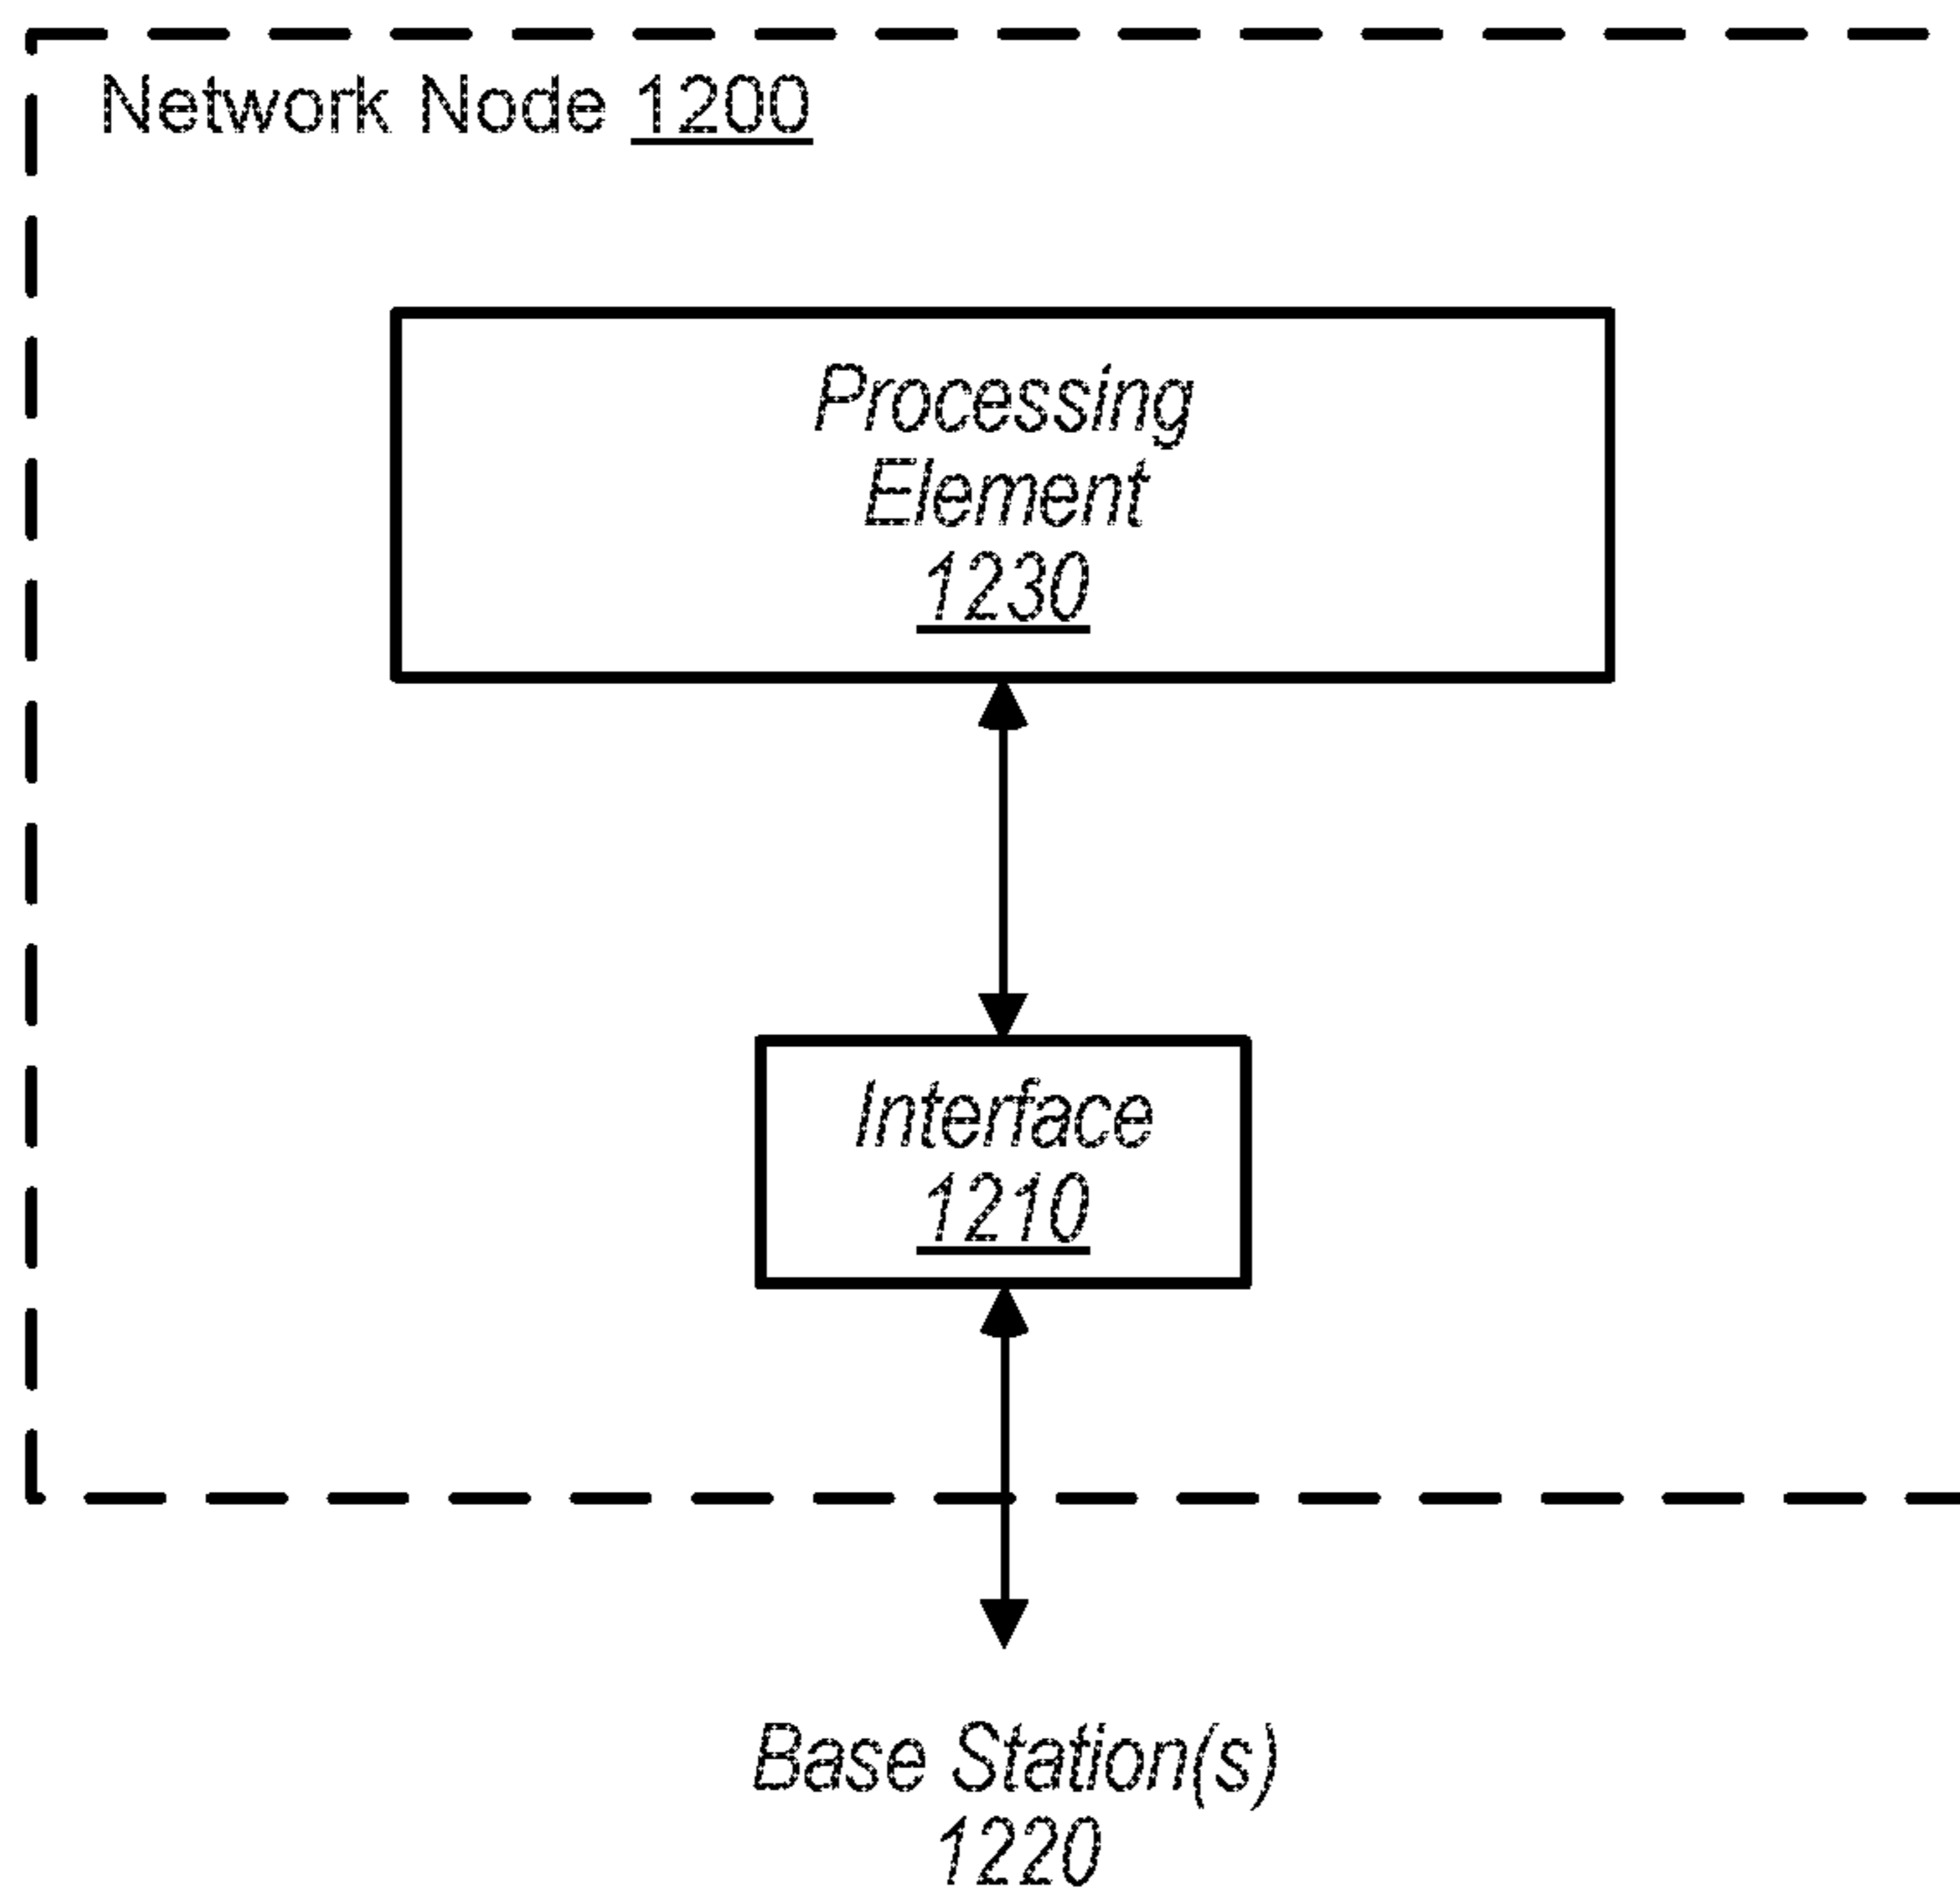 Network Node 1200
Processing
Element
1230
Interface
1210
Base Station(s)
1220